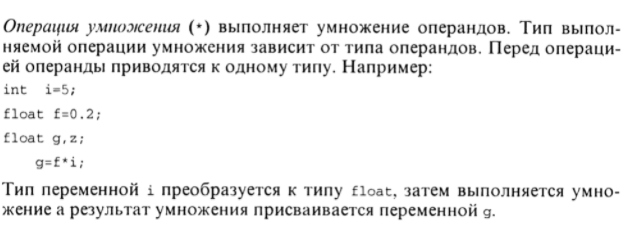 Операция умножения (*) выполняет умножение операндов. Тип выпол-
няемой операции умножения зависит от типа операндов. Перед операци-
ей операнды приводятся к одному типу. Например:
int i=5;
float f=0.2;
float g,z;
g=f*i;
Тип переменной i преобразуется к типу float, затем выполняется умно-
жение а результат умножения присваивается переменной g.